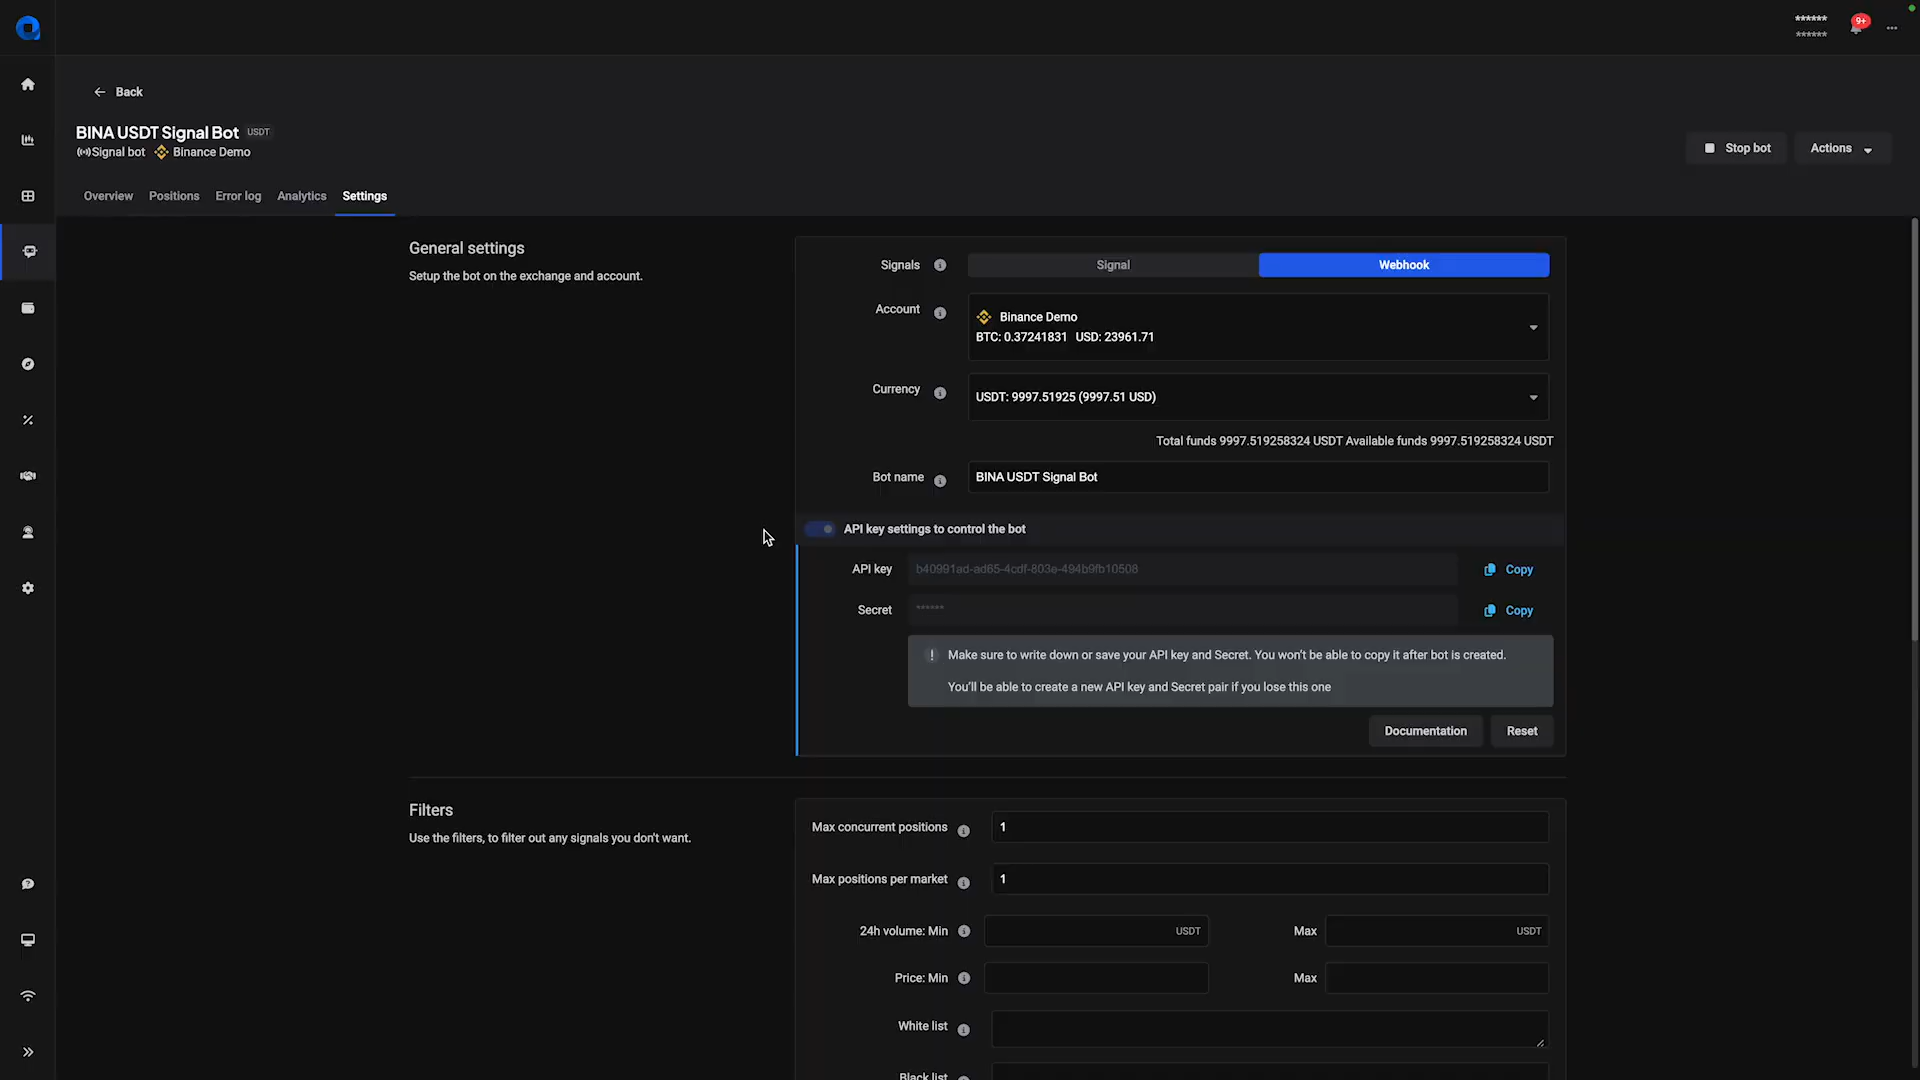 ******
******
9+
Back
BINA USDT Signal Bot USDT
Signal bot Binance Demo
Stop bot
Actions
Overview Positions Error log Analytics Settings
General settings
Setup the bot on the exchange and account.
Signals Signal Webhook
Account
Binance Demo
BTC: 0.37241831 USD: 23961.71
Currency USDT: 9997.51925 (9997.51 USD)
Total funds 9997.519258324 USDT Available funds 9997.519258324 USDT
Bot name BINA USDT Signal Bot
API key settings to control the bot
API key b40991ad-ad65-4cdf-803e-494b9fb10508 Copy
Secret ****** Copy
! Make sure to write down or save your API key and Secret. You won't be able to copy it after bot is created.
You'll be able to create a new API key and Secret pair if you lose this one
Documentation Reset
Filters
Use the filters, to filter out any signals you don't want.
Max concurrent positions 1
Max positions per market 1
24h volume: Min USDT Max USDT
Price: Min Max
White list
Black list